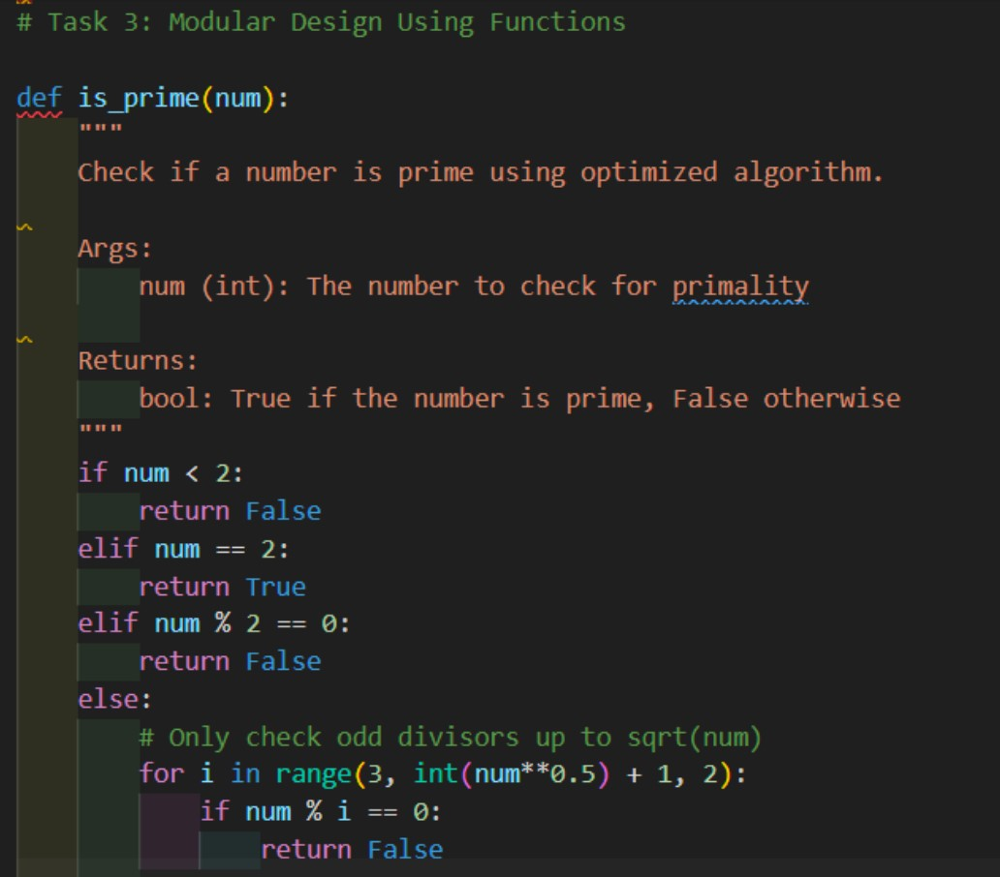 # Task 3: Modular Design Using Functions
def is_prime(num):
"""
Check if a number is prime using optimized algorithm.
Args:
num (int): The number to check for primality
Returns:
bool: True if the number is prime, False otherwise
"""
if num < 2:
return False
elif num == 2:
return True
elif num % 2 == 0:
return False
else:
# Only check odd divisors up to sqrt(num)
for i in range(3, int(num**0.5) + 1, 2):
if num % i == 0:
return False